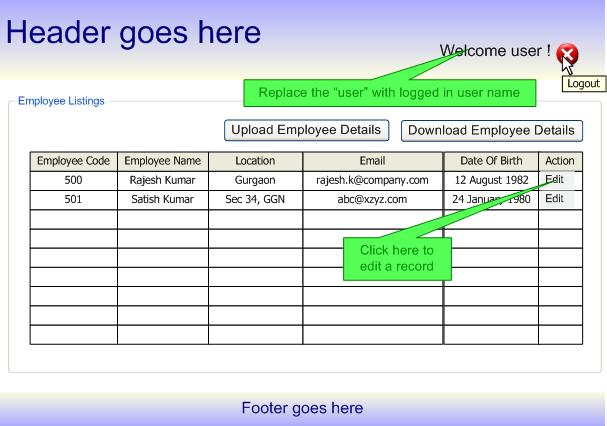 Header goes here
Welcome user !
Logout
Replace the "user" with logged in user name
Employee Listings
Upload Employee Details Download Employee Details
Employee Code Employee Name Location Email Date Of Birth Action
500 Rajesh Kumar Gurgaon rajesh.k@company.com 12 August 1982 Edit
501 Satish Kumar Sec 34, GGN abc@xzyz.com 24 January 1980 Edit
Click here to
edit a record
Footer goes here